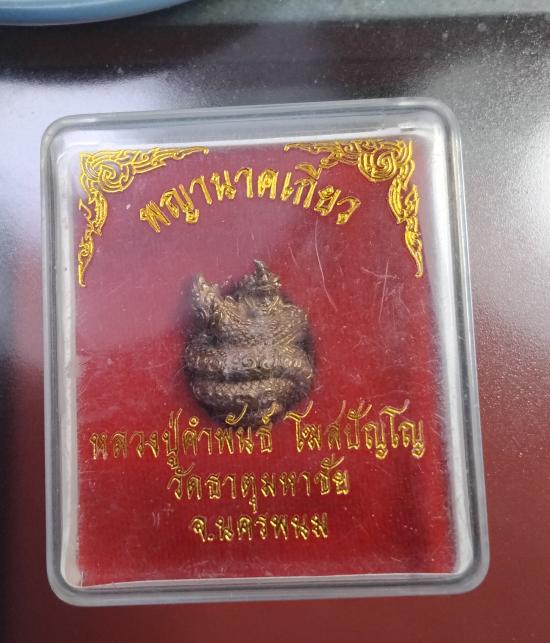 พญานาคเกี้ยว
หลวงปู่คำพันธ์ โฆสปัญโญ
วัดธาตุมหาชัย
จ.นครพนม